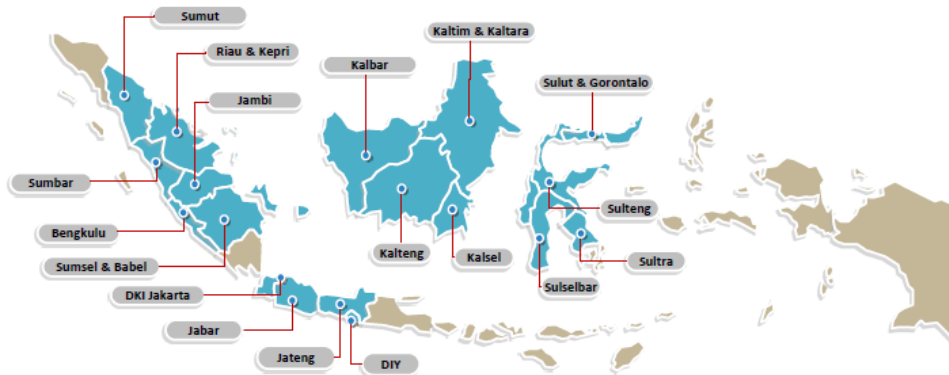 Sumut
Kaltim & Kaltara
Riau & Kepri
Kalbar
Sulut & Gorontalo
Jambi
Sumbar
Sulteng
Bengkulu
Kalteng
Kalsel
Sumsel & Babel
Sultra
Sulselbar
DKI Jakarta
Jabar
Jateng
DIY